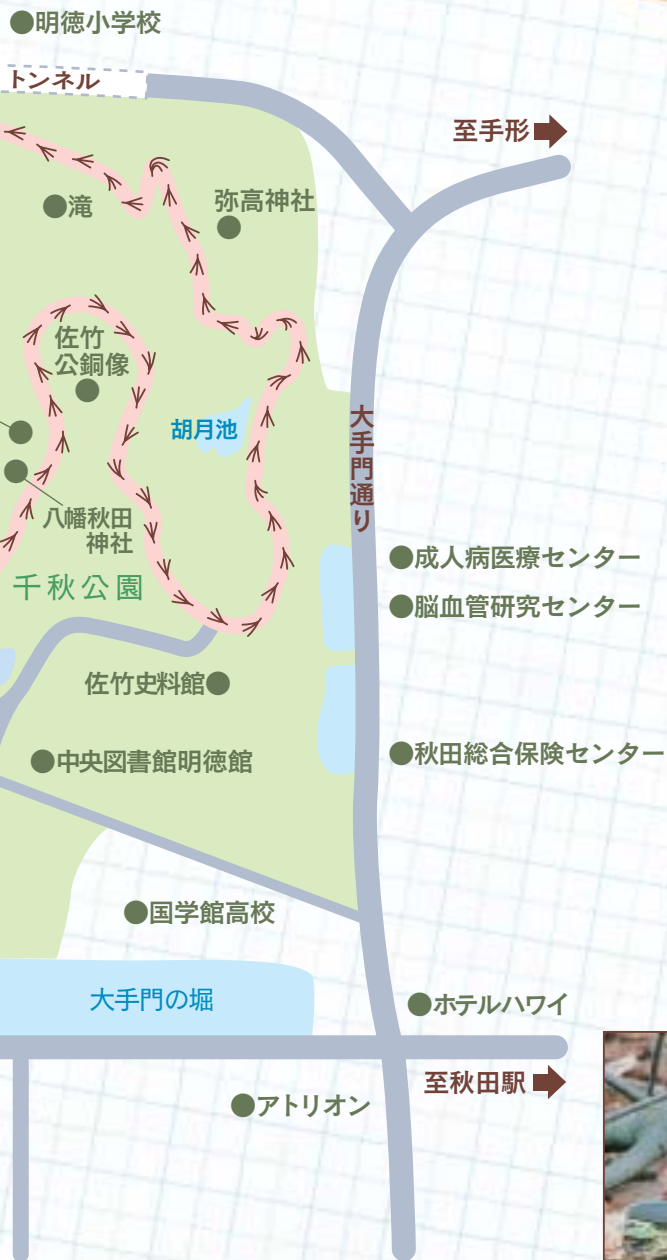 ●明徳小学校
トンネル
至手形
●滝
弥高神社
佐竹
公銅像
胡月池
大手門通り
八幡秋田
神社
●成人病医療センター
千秋公園
●脳血管研究センター
佐竹史料館●
●秋田総合保険センター
●中央図書館明徳館
●国学館高校
大手門の堀
●ホテルハワイ
至秋田駅
●アトリオン